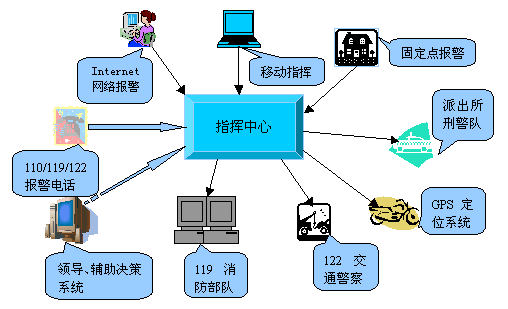 Internet
网络报警
移动指挥
固定点报警
指挥中心
派出所
刑警队
110/119/122
报警电话
GPS 定
位系统
领导、辅助决策
系统
119 消
防部队
122 交
通警察